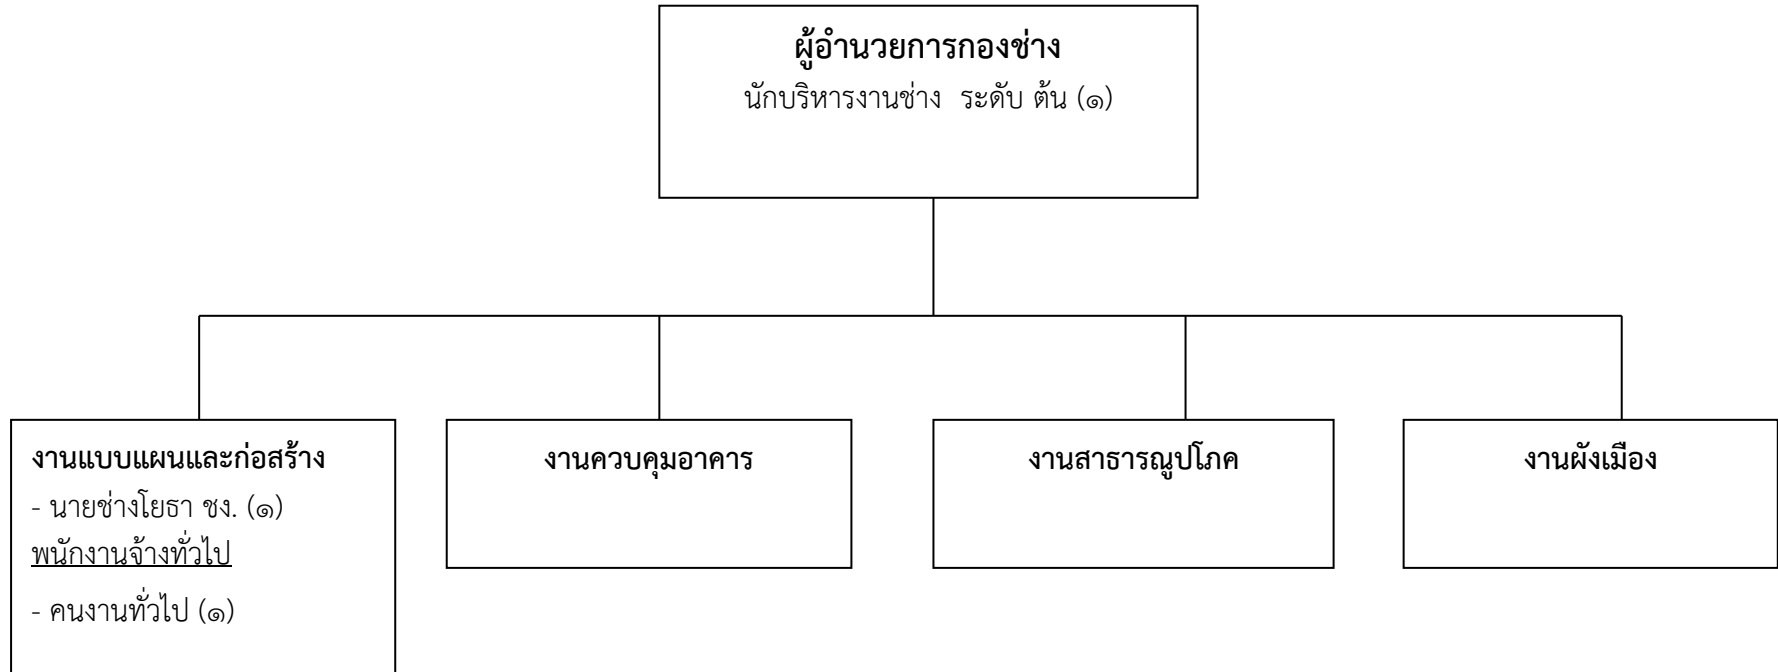 ผู้อำนวยการกองช่าง
นักบริหารงานช่าง ระดับ ต้น (๑)
งานแบบแผนและก่อสร้าง
- นายช่างโยธา ชง. (๑)
พนักงานจ้างทั่วไป
- คนงานทั่วไป (๑)
งานควบคุมอาคาร
งานสาธารณูปโภค
งานผังเมือง